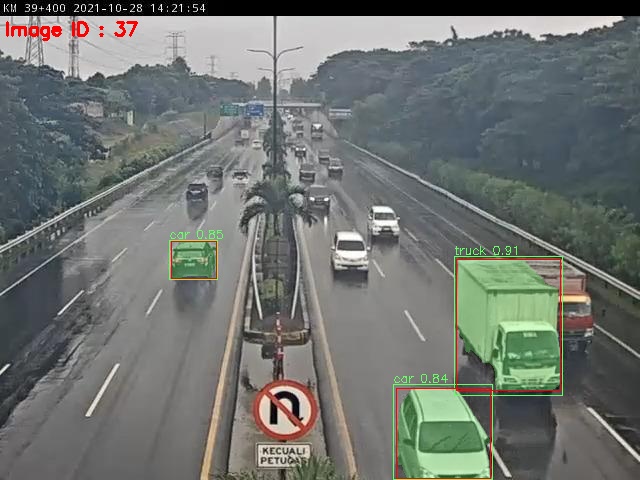 KM 39+400 2021-10-28 14:21:54
Image ID : 37
car 0.85
truck 0.91
car 0.84
KECUALI
PETUGAS